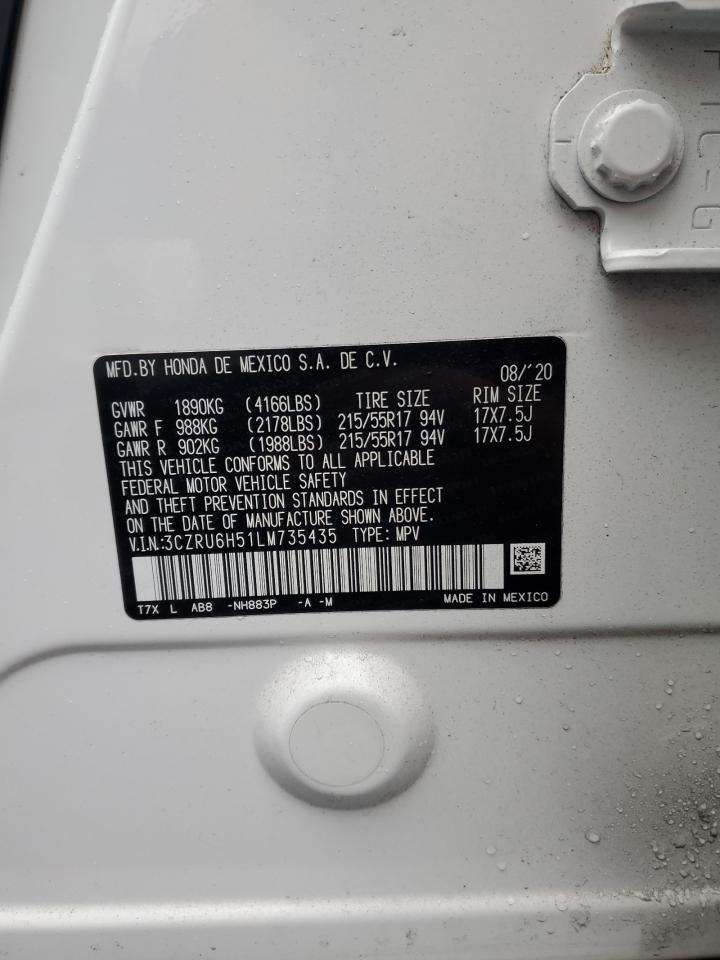 MFD.BY HONDA DE MEXICO S.A. DE C.V.
08/'20
GVWR 1890KG (4166LBS) TIRE SIZE RIM SIZE
GAWR F 988KG (2178LBS) 215/55R17 94V 17X7.5J
GAWR R 902KG (1988LBS) 215/55R17 94V 17X7.5J
THIS VEHICLE CONFORMS TO ALL APPLICABLE
FEDERAL MOTOR VEHICLE SAFETY
AND THEFT PREVENTION STANDARDS IN EFFECT
ON THE DATE OF MANUFACTURE SHOWN ABOVE.
V.I.N.:3CZRU6H51LM735435 TYPE: MPV
T7X L AB8 -NH883P -A -M MADE IN MEXICO